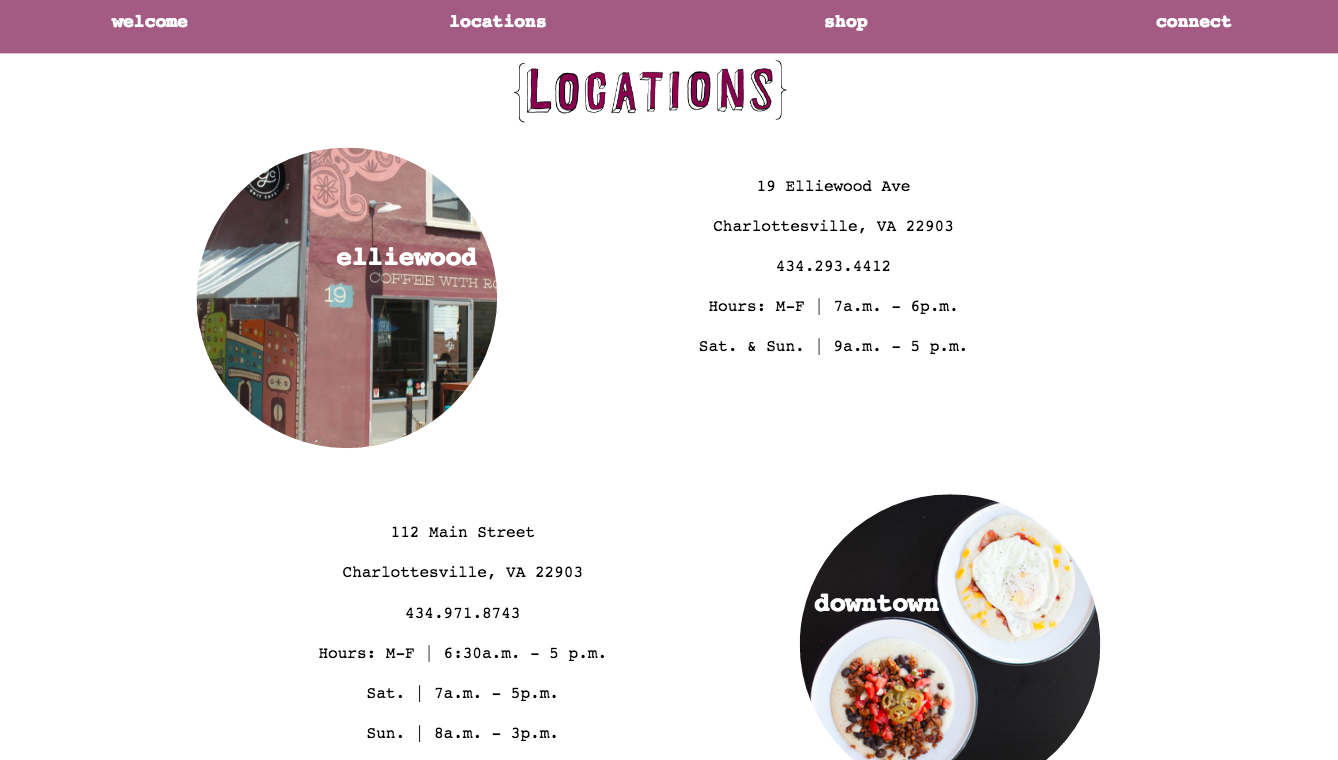 welcome locations shop connect
{LOCATIONS}
elliewood
COFFEE WITH
19
19 Elliewood Ave
Charlottesville, VA 22903
434.293.4412
Hours: M-F | 7a.m. - 6p.m.
Sat. & Sun. | 9a.m. - 5 p.m.
112 Main Street
Charlottesville, VA 22903
434.971.8743
Hours: M-F | 6:30a.m. - 5 p.m.
Sat. | 7a.m. - 5p.m.
Sun. | 8a.m. - 3p.m.
downtown